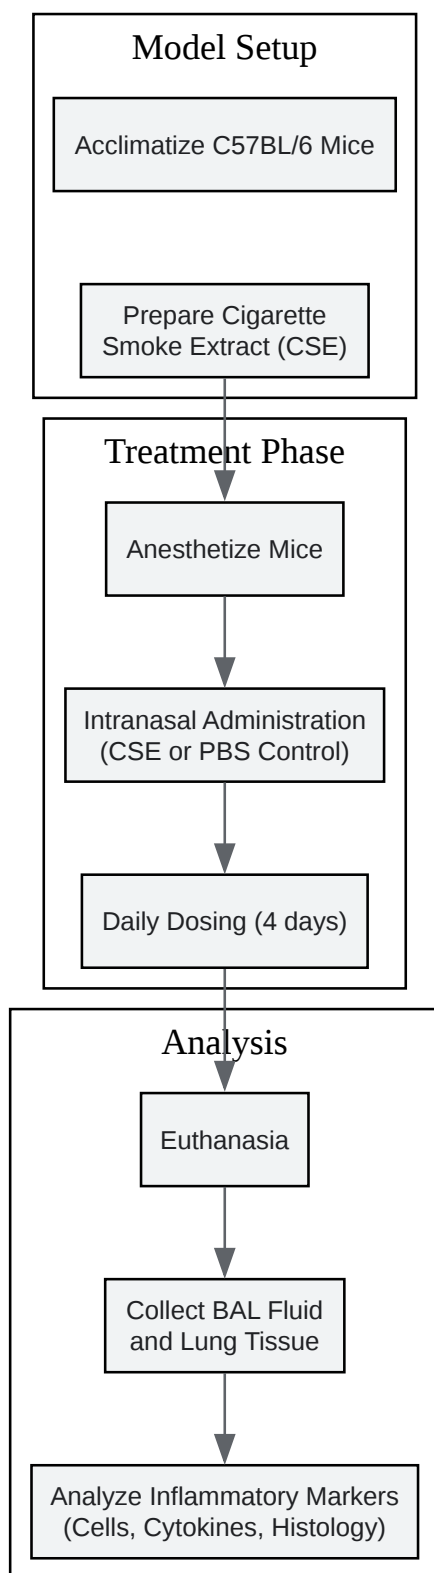 Model Setup
Acclimatize C57BL/6 Mice
Prepare Cigarette
Smoke Extract (CSE)
Treatment Phase
Anesthetize Mice
Intranasal Administration
(CSE or PBS Control)
Daily Dosing (4 days)
Analysis
Euthanasia
Collect BAL Fluid
and Lung Tissue
Analyze Inflammatory Markers
(Cells, Cytokines, Histology)